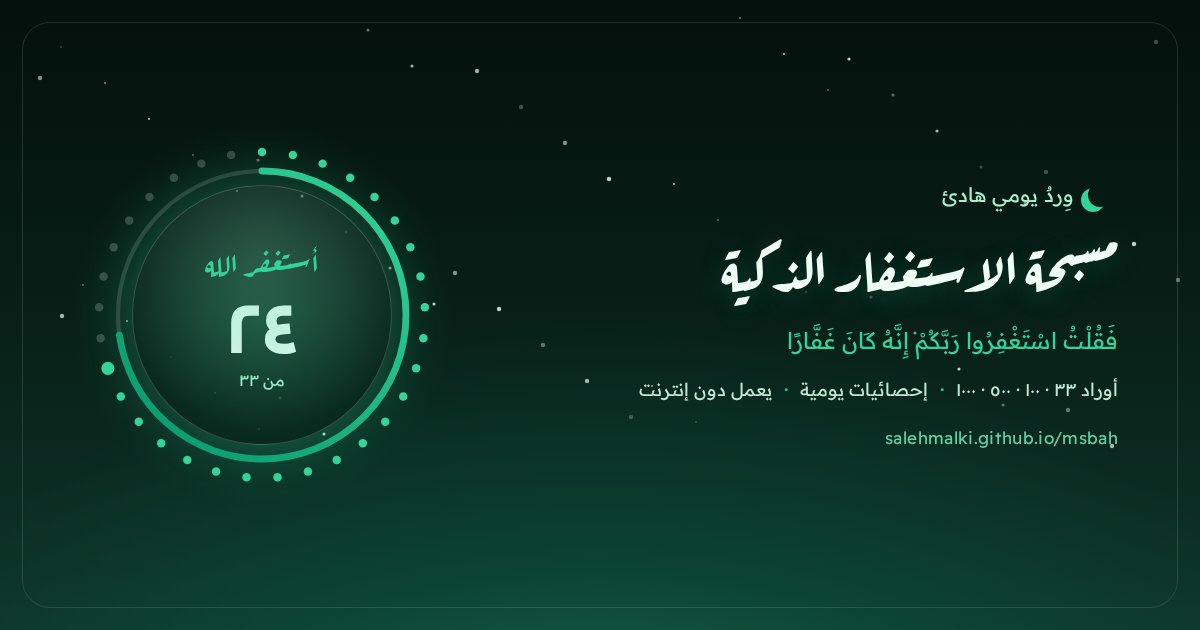 وِردُ يومي هادئ
مسبحة الاستغفار الذكية
فَقُلْتُ اسْتَغْفِرُوا رَبَّكُمْ إِنَّهُ كَانَ غَفَّارًا
أوراد ٣٣ · ١٠٠ · ٥٠٠ · ١٠٠٠ · إحصائيات يومية · يعمل دون إنترنت
salehmalki.github.io/msbah
أستغفر الله
٢٤
من ٣٣